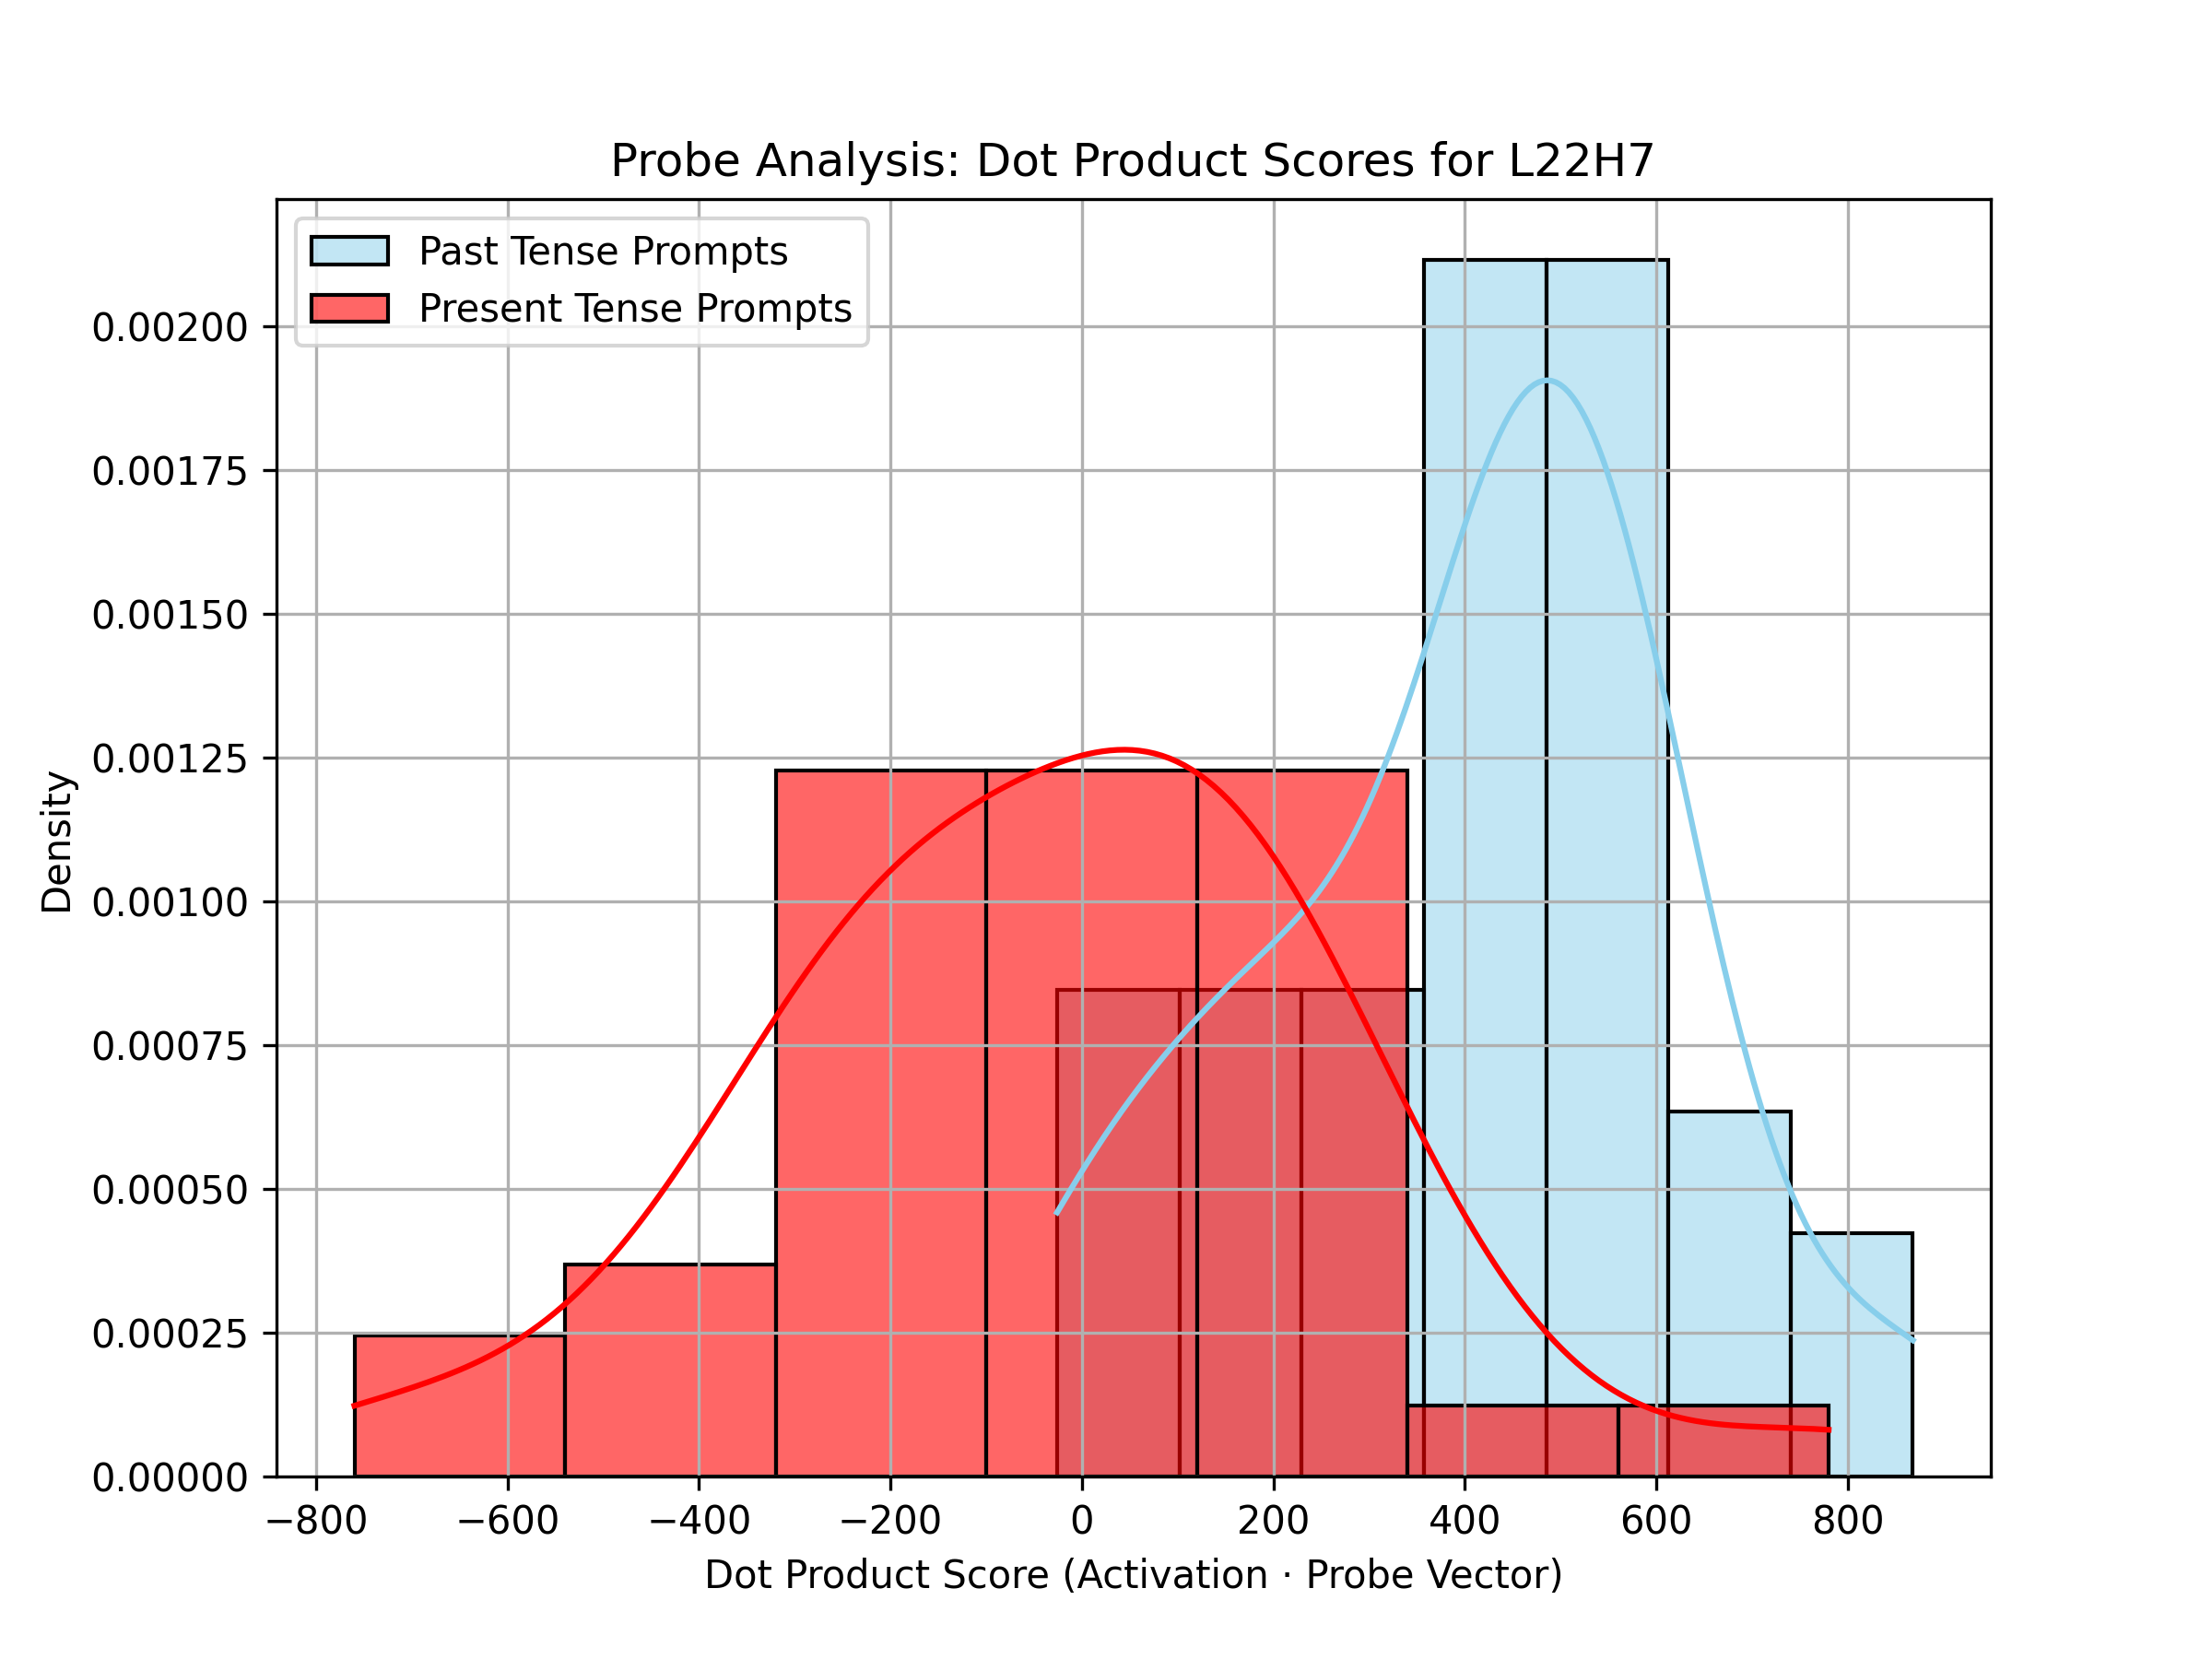 Probe Analysis: Dot Product Scores for L22H7
Past Tense Prompts
Present Tense Prompts
0.00200
0.00175
0.00150
0.00125
0.00100
0.00075
0.00050
0.00025
0.00000
Density
−800 −600 −400 −200 0 200 400 600 800
Dot Product Score (Activation · Probe Vector)